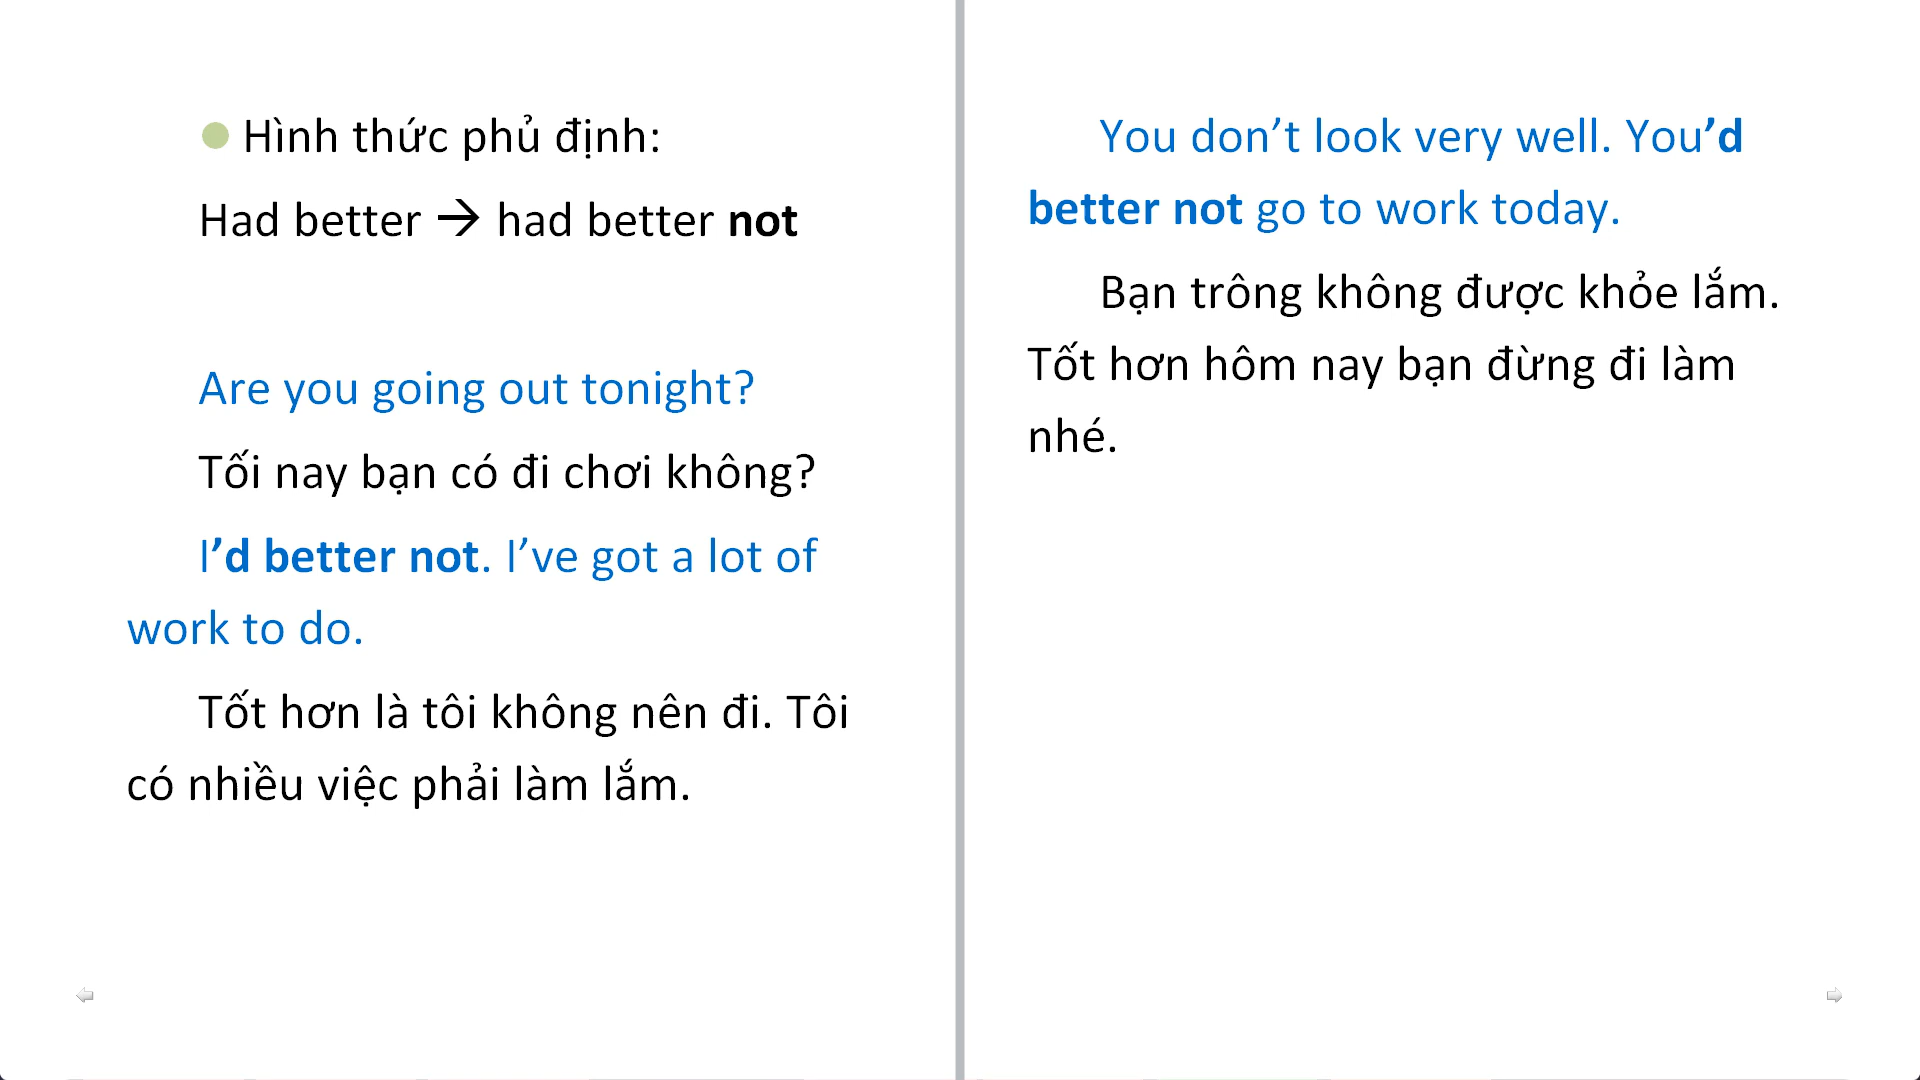 Hình thức phủ định:
Had better → had better not
Are you going out tonight?
Tối nay bạn có đi chơi không?
I’d better not. I’ve got a lot of
work to do.
Tốt hơn là tôi không nên đi. Tôi
có nhiều việc phải làm lắm.
You don’t look very well. You’d
better not go to work today.
Bạn trông không được khỏe lắm.
Tốt hơn hôm nay bạn đừng đi làm
nhé.